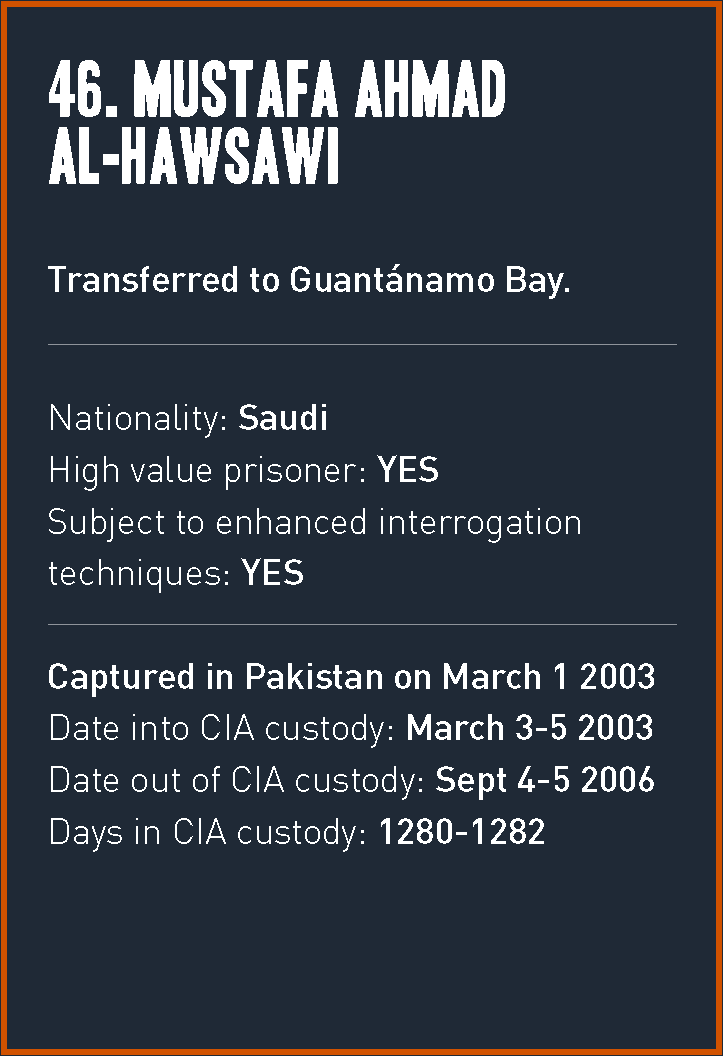 46. MUSTAFA AHMAD
AL-HAWSAWI
Transferred to Guantánamo Bay.
Nationality: Saudi
High value prisoner: YES
Subject to enhanced interrogation
techniques: YES
Captured in Pakistan on March 1 2003
Date into CIA custody: March 3-5 2003
Date out of CIA custody: Sept 4-5 2006
Days in CIA custody: 1280-1282